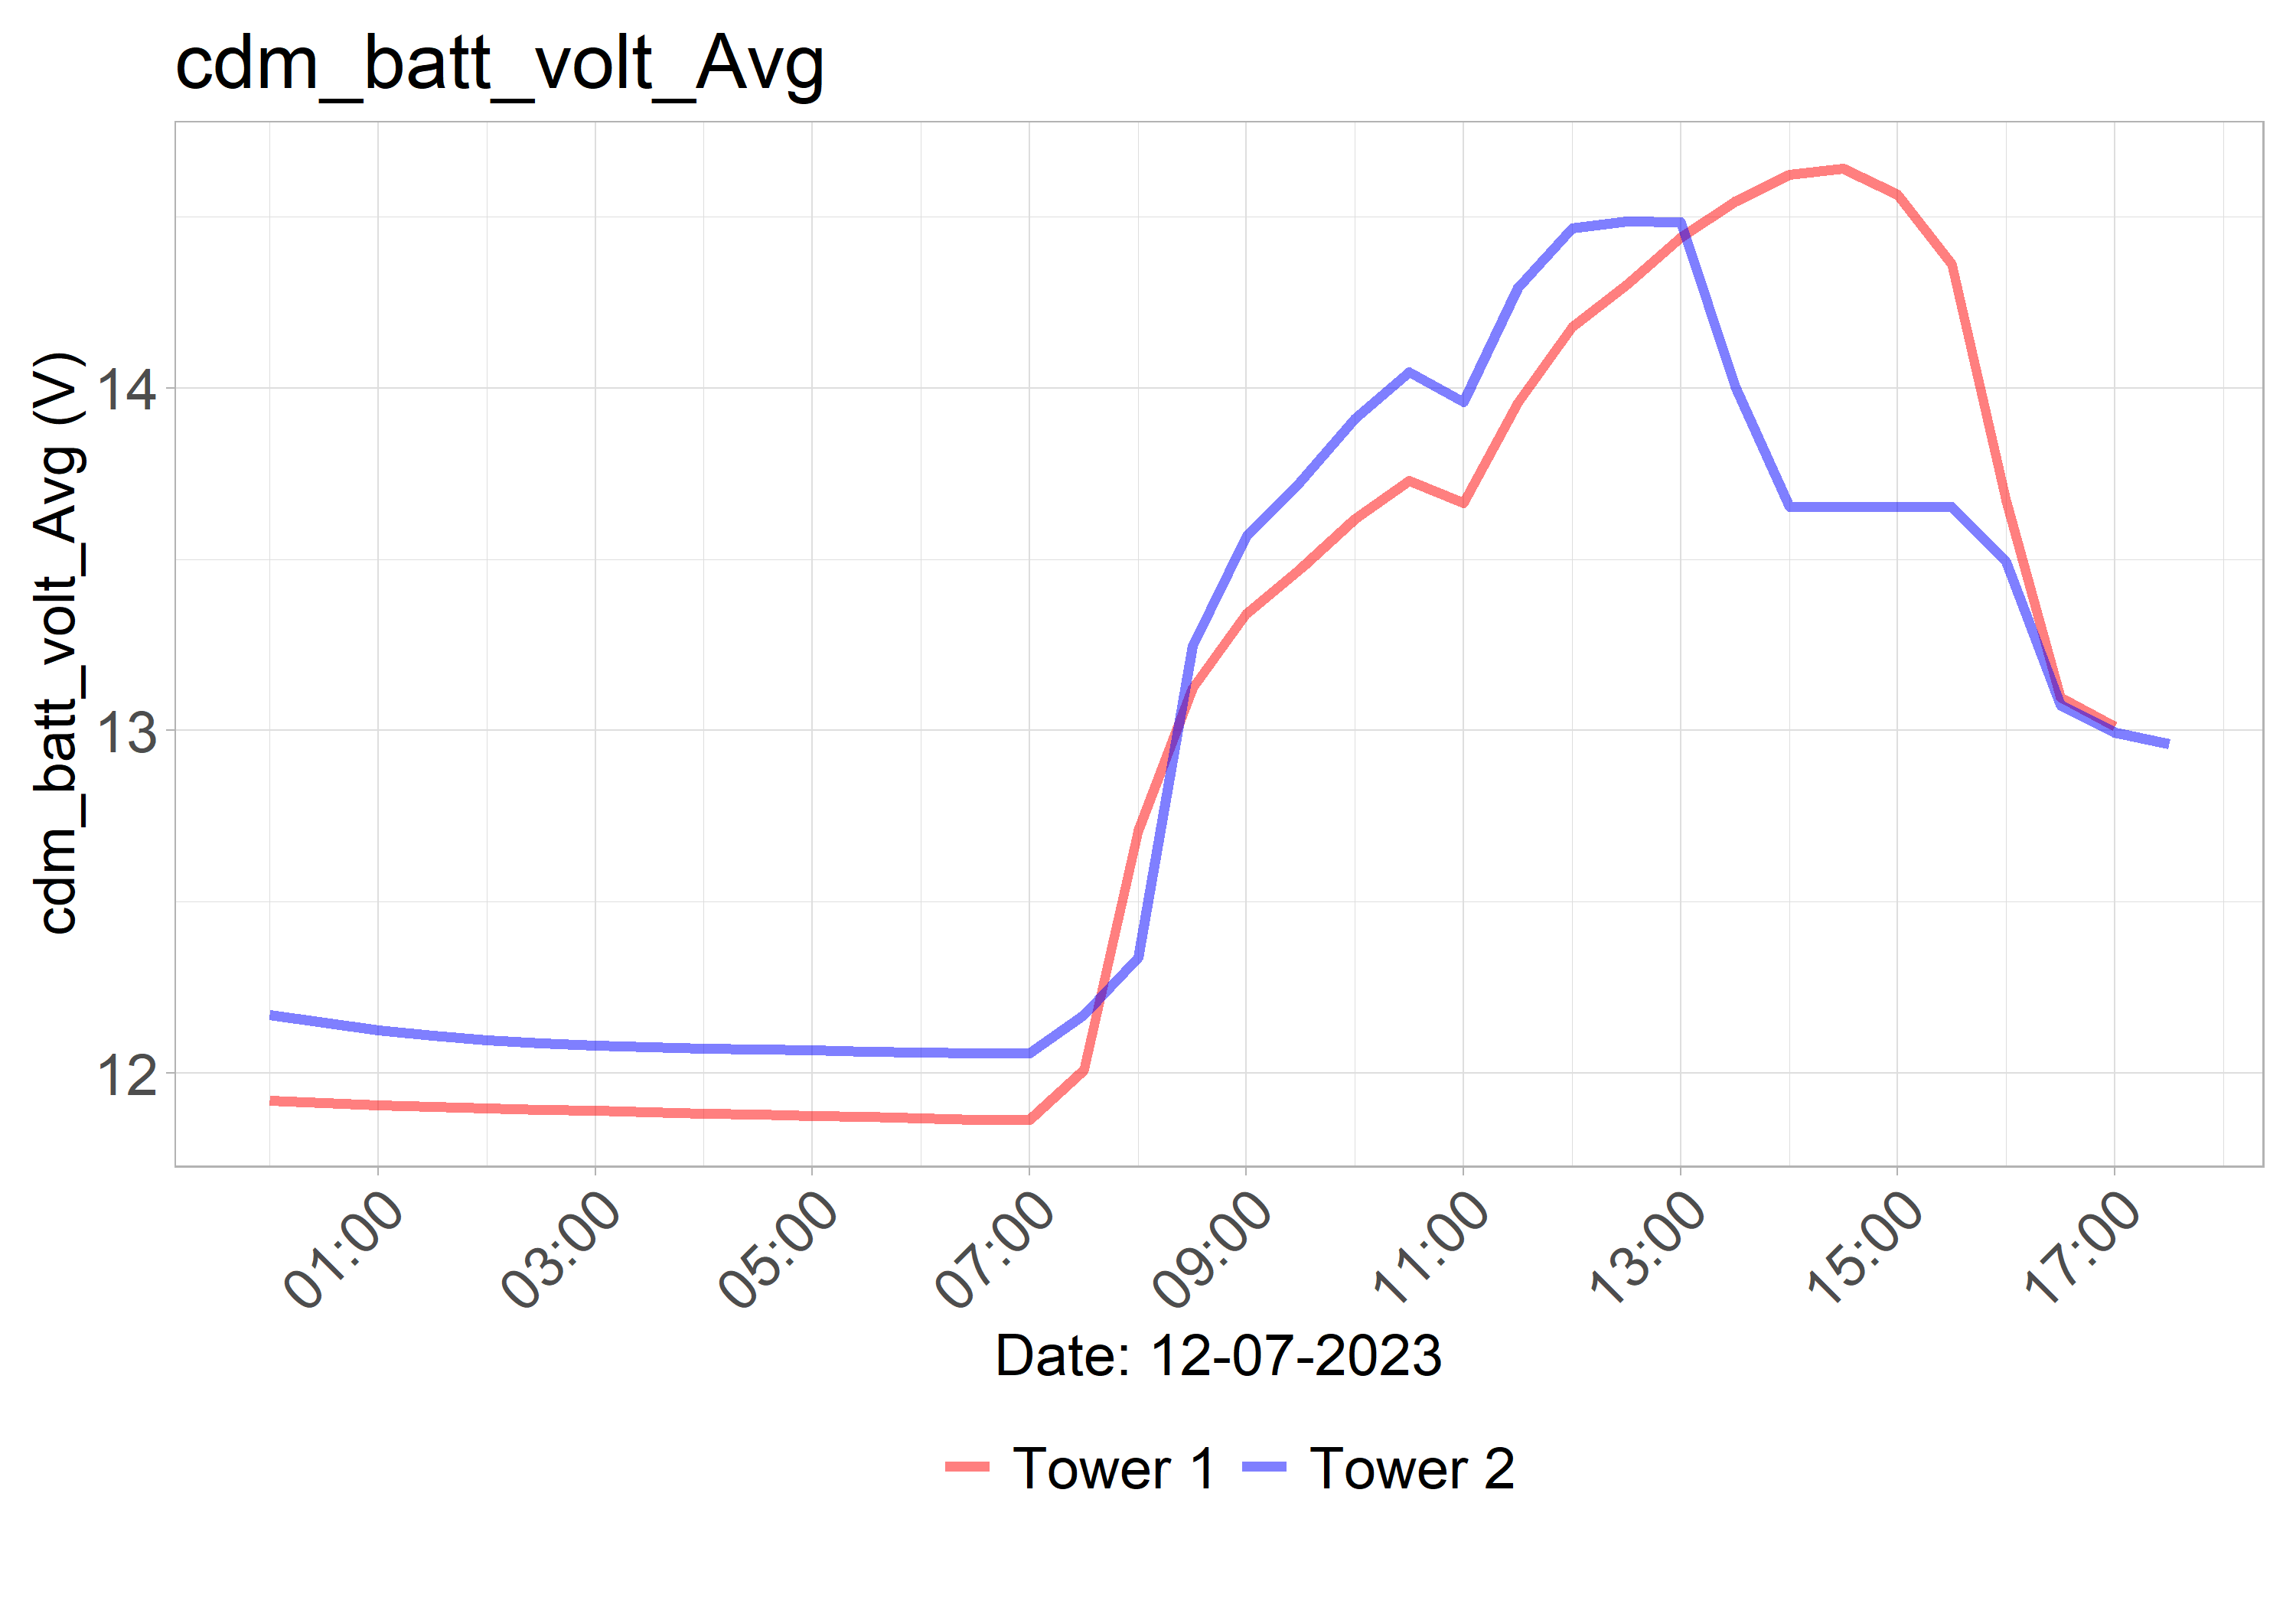 cdm_batt_volt_Avg
cdm_batt_volt_Avg (V)
14
13
12
01:00
03:00
05:00
07:00
09:00
11:00
13:00
15:00
17:00
Date: 12-07-2023
Tower 1
Tower 2